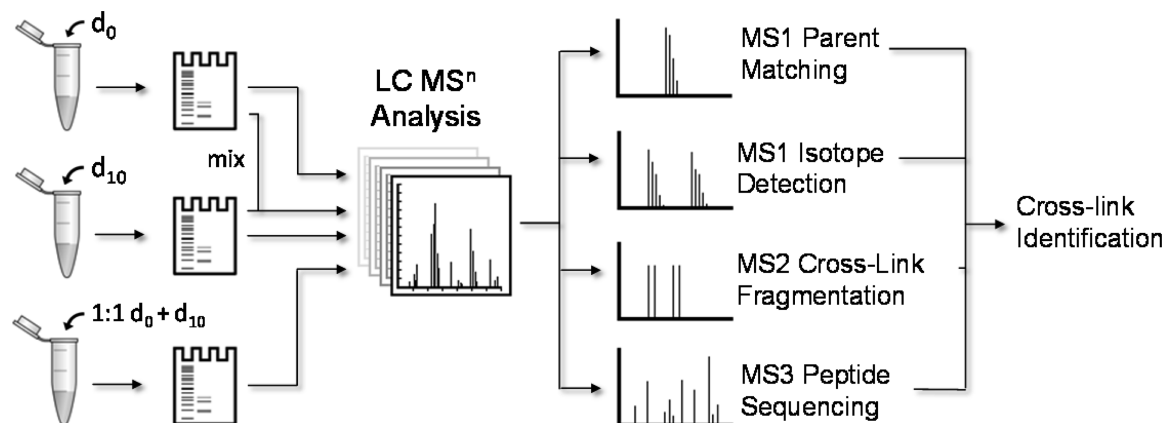 d₀
d₁₀
1:1 d₀ + d₁₀
mix
LC MSⁿ
Analysis
MS1 Parent
Matching
MS1 Isotope
Detection
MS2 Cross-Link
Fragmentation
MS3 Peptide
Sequencing
Cross-link
Identification